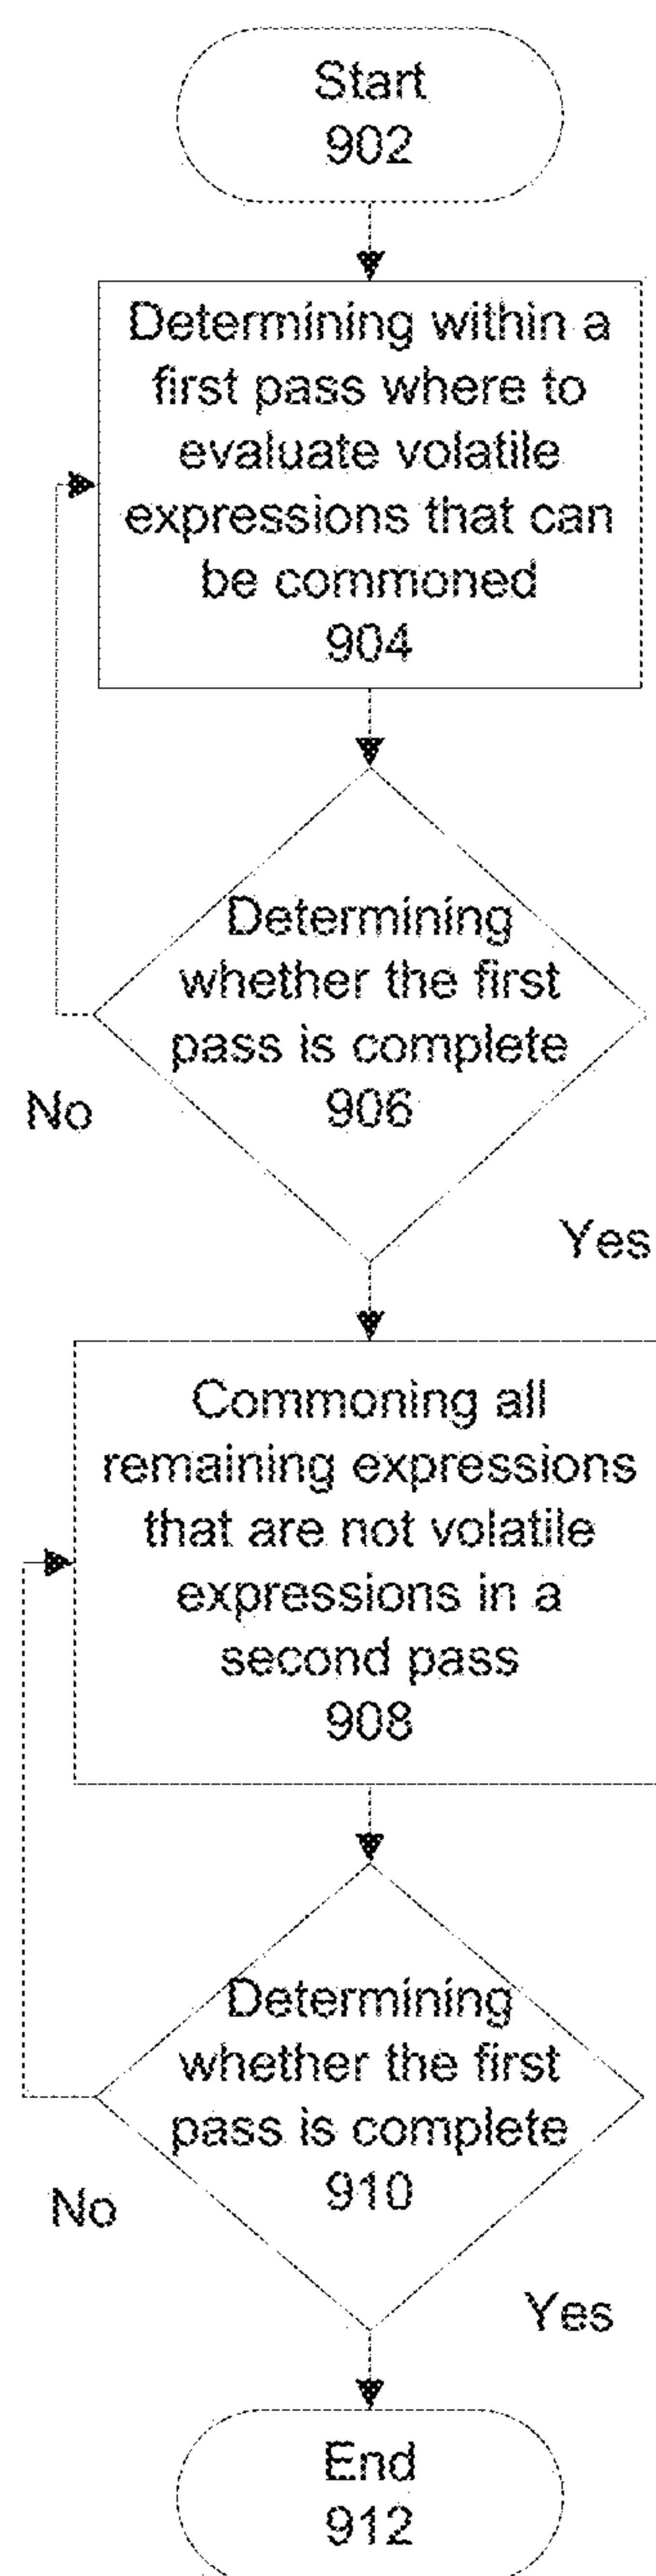 Start
902
Determining within a
first pass where to
evaluate volatile
expressions that can
be commoned
904
Determining
whether the first
pass is complete
906
No
Yes
Commoning all
remaining expressions
that are not volatile
expressions in a
second pass
908
Determining
whether the first
pass is complete
910
No
Yes
End
912